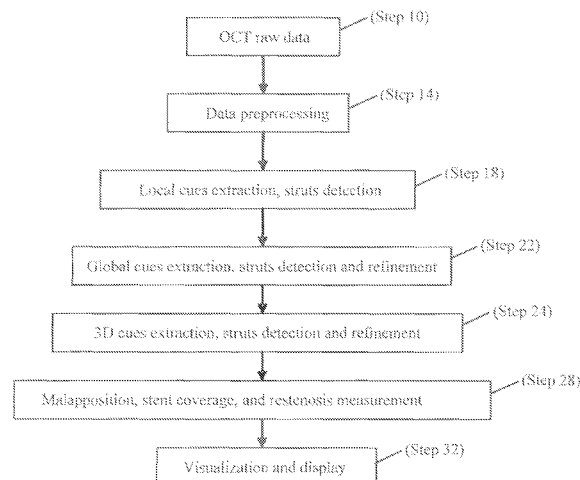 (Step 10)
OCT raw data
(Step 14)
Data preprocessing
(Step 18)
Local cues extraction, struts detection
(Step 22)
Global cues extraction, struts detection and refinement
(Step 24)
3D cues extraction, struts detection and refinement
(Step 28)
Malapposition, stent coverage, and restenosis measurement
(Step 32)
Visualization and display